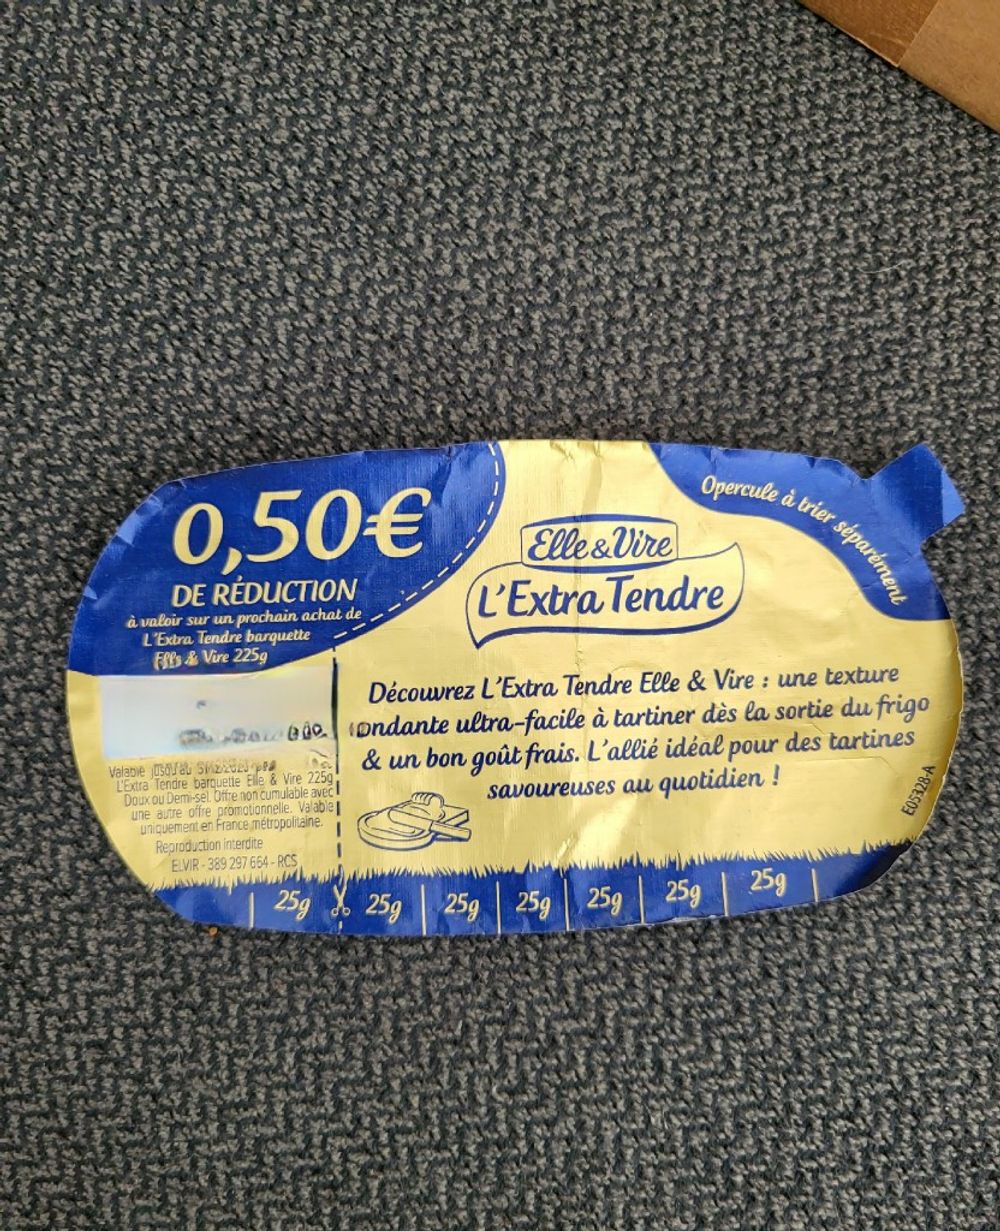 0,50€
DE RÉDUCTION
à valoir sur un prochain achat de
L'Extra Tendre barquette
& Vire 225g
Valable jusqu'au
L'Extra Tendre barquette Elle & Vire 225g
Doux ou Demi-sel. Offre non cumulable avec
une autre offre promotionnelle. Valable
uniquement en France métropolitaine.
Reproduction interdite
ELVIR - 389 297 664 - RCS
Elle & Vire
L'Extra Tendre
Opercule à trier séparément
Découvrez L'Extra Tendre Elle & Vire : une texture
ultra-facile à tartiner dès la sortie du frigo
& un bon goût frais. L'allié idéal pour des tartines
savoureuses au quotidien !
E05328-A
25g 25g 25g 25g 25g 25g 25g